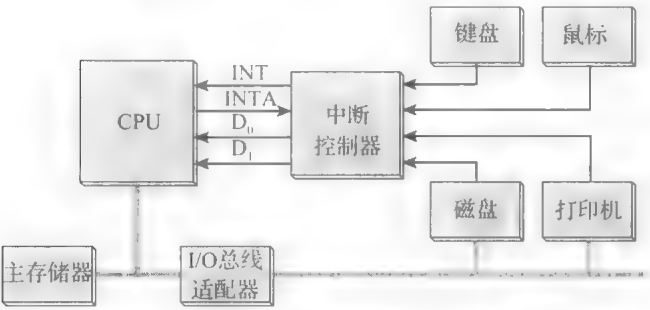 键盘
鼠标
INT
INTA
CPU
D₀
D₁
中断
控制器
磁盘
打印机
主存储器
I/O总线
适配器